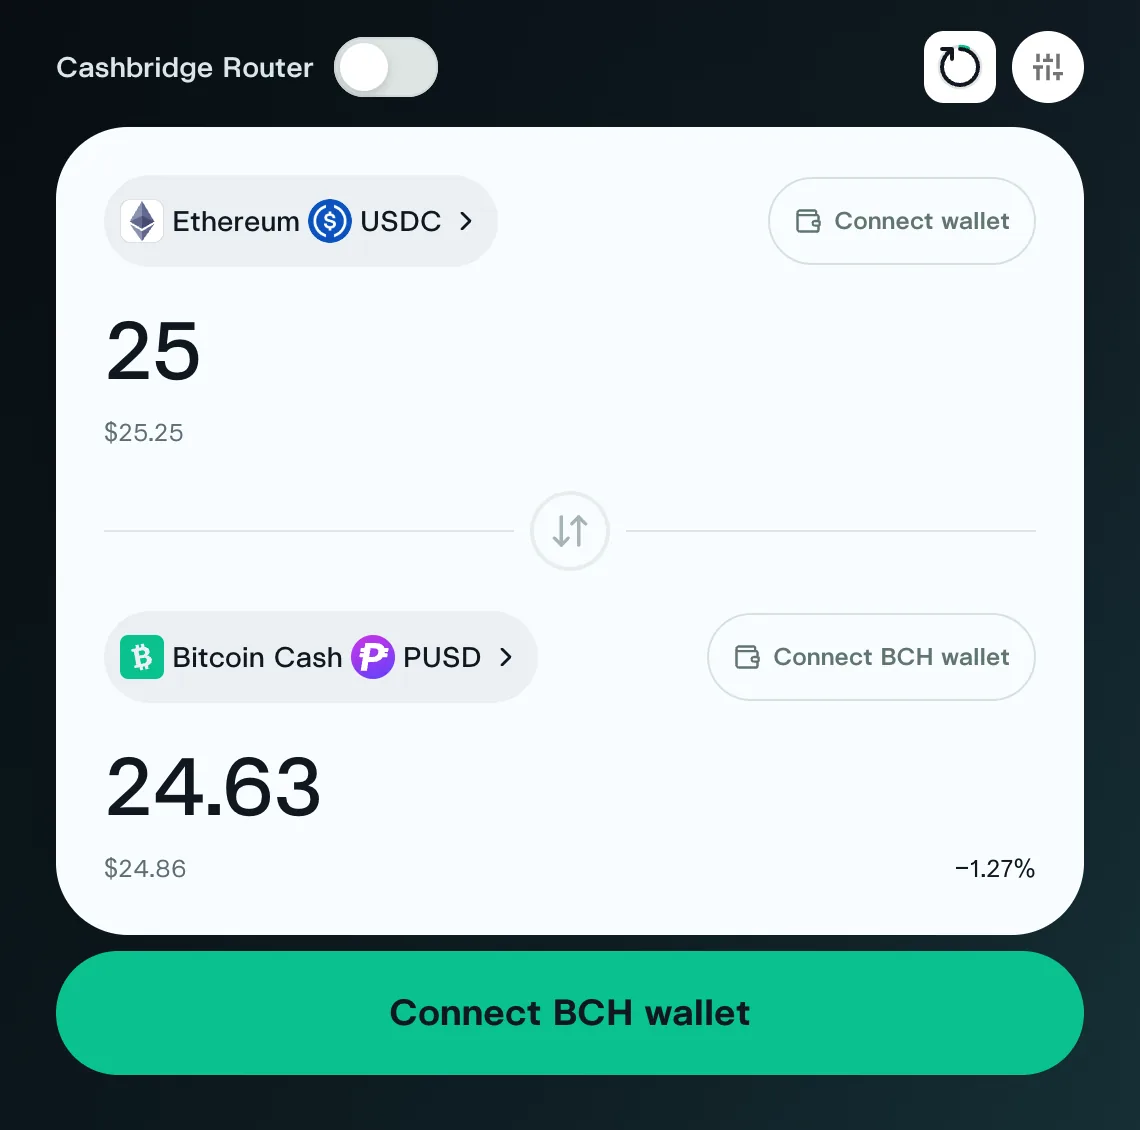 Cashbridge Router
Ethereum USDC
Connect wallet
25
$25.25
Bitcoin Cash PUSD
Connect BCH wallet
24.63
$24.86
−1.27%
Connect BCH wallet